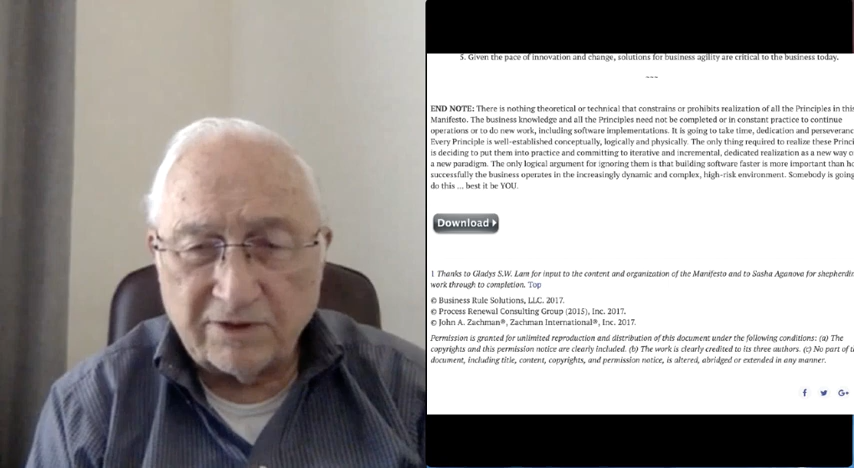 5. Given the pace of innovation and change, solutions for business agility are critical to the business today.
~~~
END NOTE: There is nothing theoretical or technical that constrains or prohibits realization of all the Principles in this
Manifesto. The business knowledge and all the Principles need not be completed or in constant practice to continue
operations or to do new work, including software implementations. It is going to take time, dedication and
Every Principle is well-established conceptually, logically and physically. The only thing required to realize these
is deciding to put them into practice and committing to iterative and incremental, dedicated realization as a new way
a new paradigm. The only logical argument for ignoring them is that building software faster is more important than
successfully the business operates in the increasingly dynamic and complex, high-risk environment. Somebody is going
do this ... best it be YOU.
Download
1 Thanks to Gladys S.W. Lam for input to the content and organization of the Manifesto and to Sasha Aganova for
work through to completion. Top
© Business Rule Solutions, LLC. 2017.
© Process Renewal Consulting Group (2015), Inc. 2017.
© John A. Zachman®, Zachman International®, Inc. 2017.
Permission is granted for unlimited reproduction and distribution of this document under the following conditions: (a) The
copyrights and this permission notice are clearly included. (b) The work is clearly credited to its three authors. (c) No part of
document, including title, content, copyrights, and permission notice, is altered, abridged or extended in any manner.
f
G+